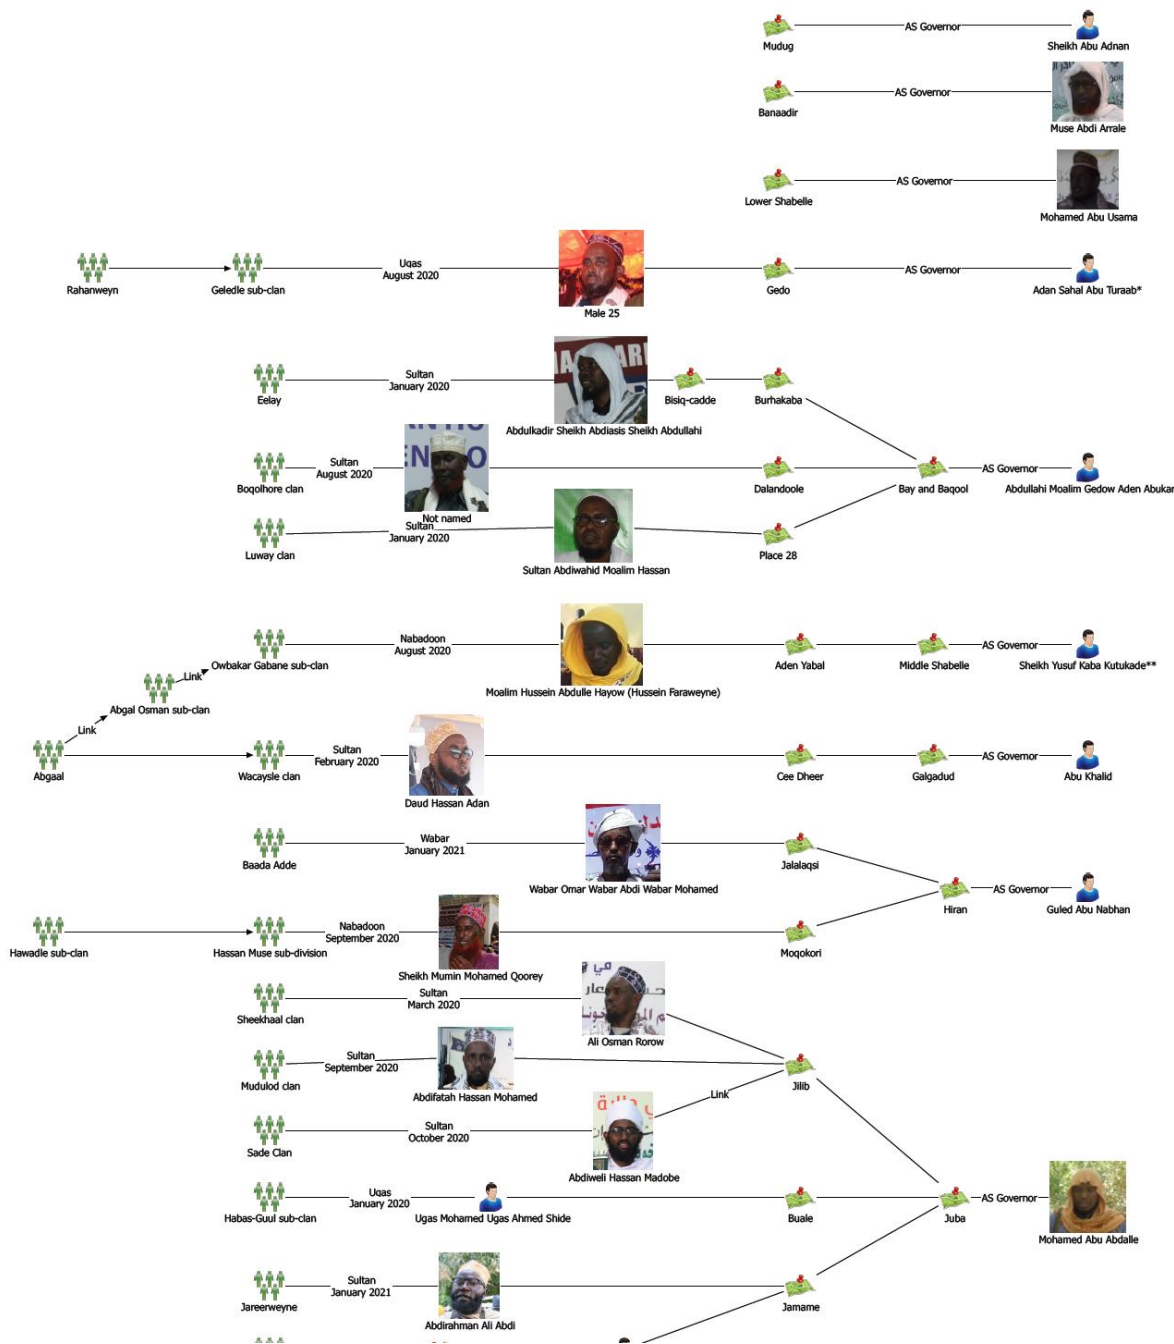 Mudug
AS Governor
Sheikh Abu Adnan
Banaadir
AS Governor
Muse Abdi Arrale
Lower Shabelle
AS Governor
Mohamed Abu Usama
Rahanweyn
Geledle sub-clan
Ugas
August 2020
Male 25
Gedo
AS Governor
Adan Sahal Abu Turaab*
Eelay
Sultan
January 2020
Abdulkadir Sheikh Abdiasis Sheikh Abdullahi
Bisiq-cadde
Burhakaba
Boqolhore clan
Sultan
August 2020
Not named
Dalandoole
Bay and Baqool
AS Governor
Abdullahi Moalim Gedow Aden Abukar
Luway clan
Sultan
January 2020
Sultan Abdiwahid Moalim Hassan
Place 28
Owbakar Gabane sub-clan
Nabadoon
August 2020
Moalim Hussein Abdulle Hayow (Hussein Faraweyne)
Aden Yabal
Middle Shabelle
AS Governor
Sheikh Yusuf Kaba Kutukade**
Link
Abgal Osman sub-clan
Link
Abgaal
Wacaysle clan
Sultan
February 2020
Daud Hassan Adan
Cee Dheer
Galgadud
AS Governor
Abu Khalid
Baada Adde
Wabar
January 2021
Wabar Omar Wabar Abdi Wabar Mohamed
Jalalaqsi
Hiran
AS Governor
Guled Abu Nabhan
Hawadle sub-clan
Hassan Muse sub-division
Nabadoon
September 2020
Sheikh Mumin Mohamed Qoorey
Moqokori
Sheekhaal clan
Sultan
March 2020
Ali Osman Rorow
Mudulod clan
Sultan
September 2020
Abdifatah Hassan Mohamed
Jilib
Link
Sade Clan
Sultan
October 2020
Abdiweli Hassan Madobe
Habas-Guul sub-clan
Ugas
January 2020
Ugas Mohamed Ugas Ahmed Shide
Buale
Juba
AS Governor
Mohamed Abu Abdalle
Jareerweyne
Sultan
January 2021
Abdirahman Ali Abdi
Jamame